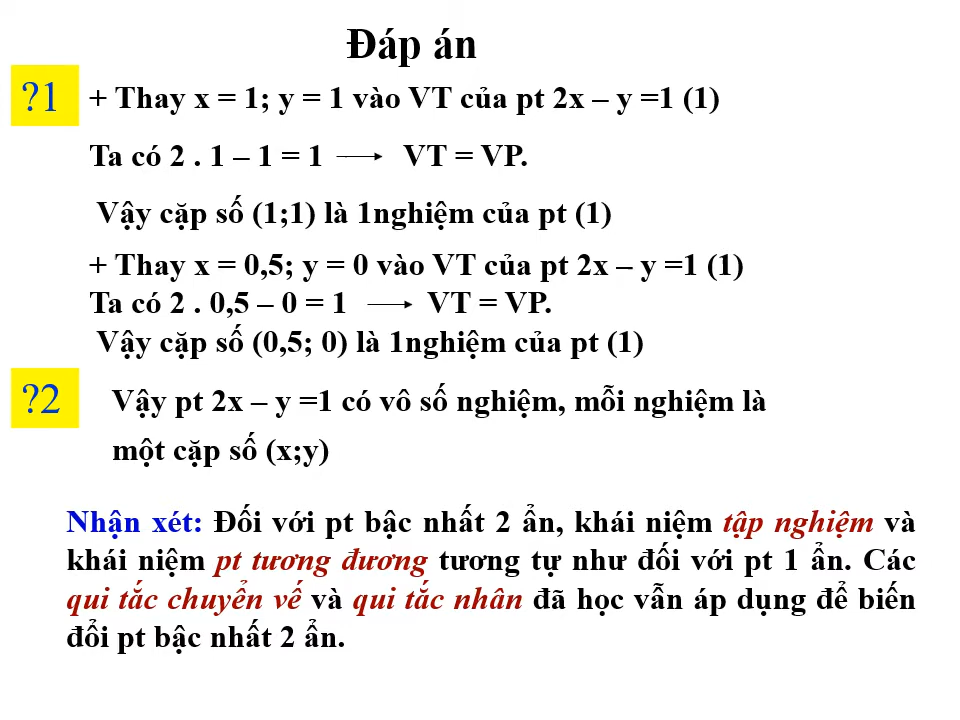 Đáp án
?1 + Thay x = 1; y = 1 vào VT của pt 2x – y =1 (1)
Ta có 2 . 1 – 1 = 1 → VT = VP.
Vậy cặp số (1;1) là 1nghiệm của pt (1)
+ Thay x = 0,5; y = 0 vào VT của pt 2x – y =1 (1)
Ta có 2 . 0,5 – 0 = 1 → VT = VP.
Vậy cặp số (0,5; 0) là 1nghiệm của pt (1)
?2 Vậy pt 2x – y =1 có vô số nghiệm, mỗi nghiệm là
một cặp số (x;y)
Nhận xét: Đối với pt bậc nhất 2 ẩn, khái niệm tập nghiệm và
khái niệm pt tương đương tương tự như đối với pt 1 ẩn. Các
qui tắc chuyển vế và qui tắc nhân đã học vẫn áp dụng để biến
đổi pt bậc nhất 2 ẩn.